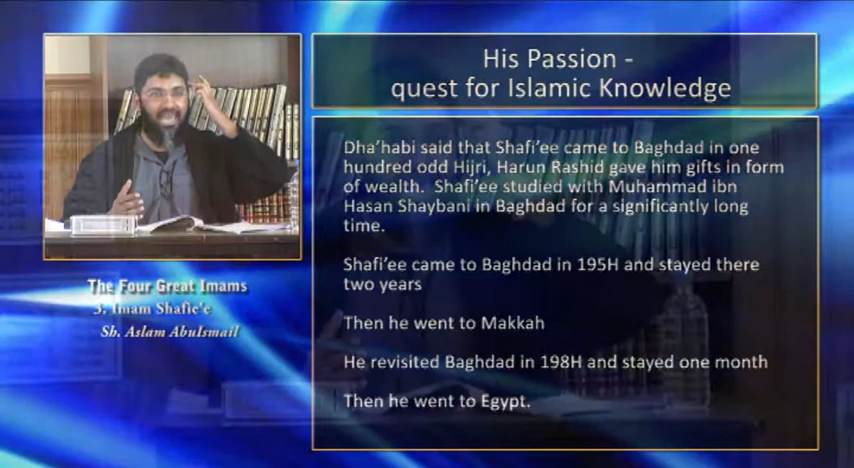 His Passion -
quest for Islamic Knowledge
Dha'habi said that Shafi'ee came to Baghdad in one
hundred odd Hijri, Harun Rashid gave him gifts in form
of wealth. Shafi'ee studied with Muhammad ibn
Hasan Shaybani in Baghdad for a significantly long
time.
Shafi'ee came to Baghdad in 195H and stayed there
two years
Then he went to Makkah
He revisited Baghdad in 198H and stayed one month
Then he went to Egypt.
The Four Great Imams
3. Imam Shafie'e
Sh. Aslam AbuIsmail